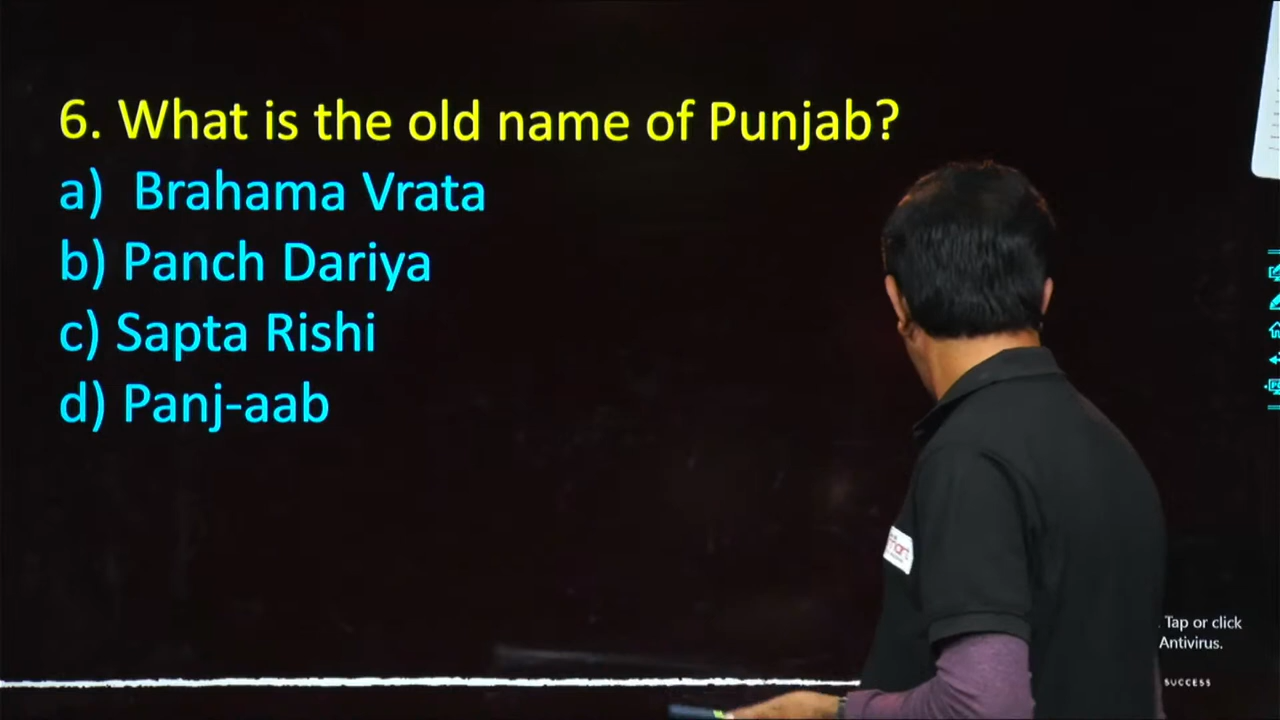 6. What is the old name of Punjab?
a) Brahama Vrata
b) Panch Dariya
c) Sapta Rishi
d) Panj-aab
Tap or click
Antivirus.
SUCCESS